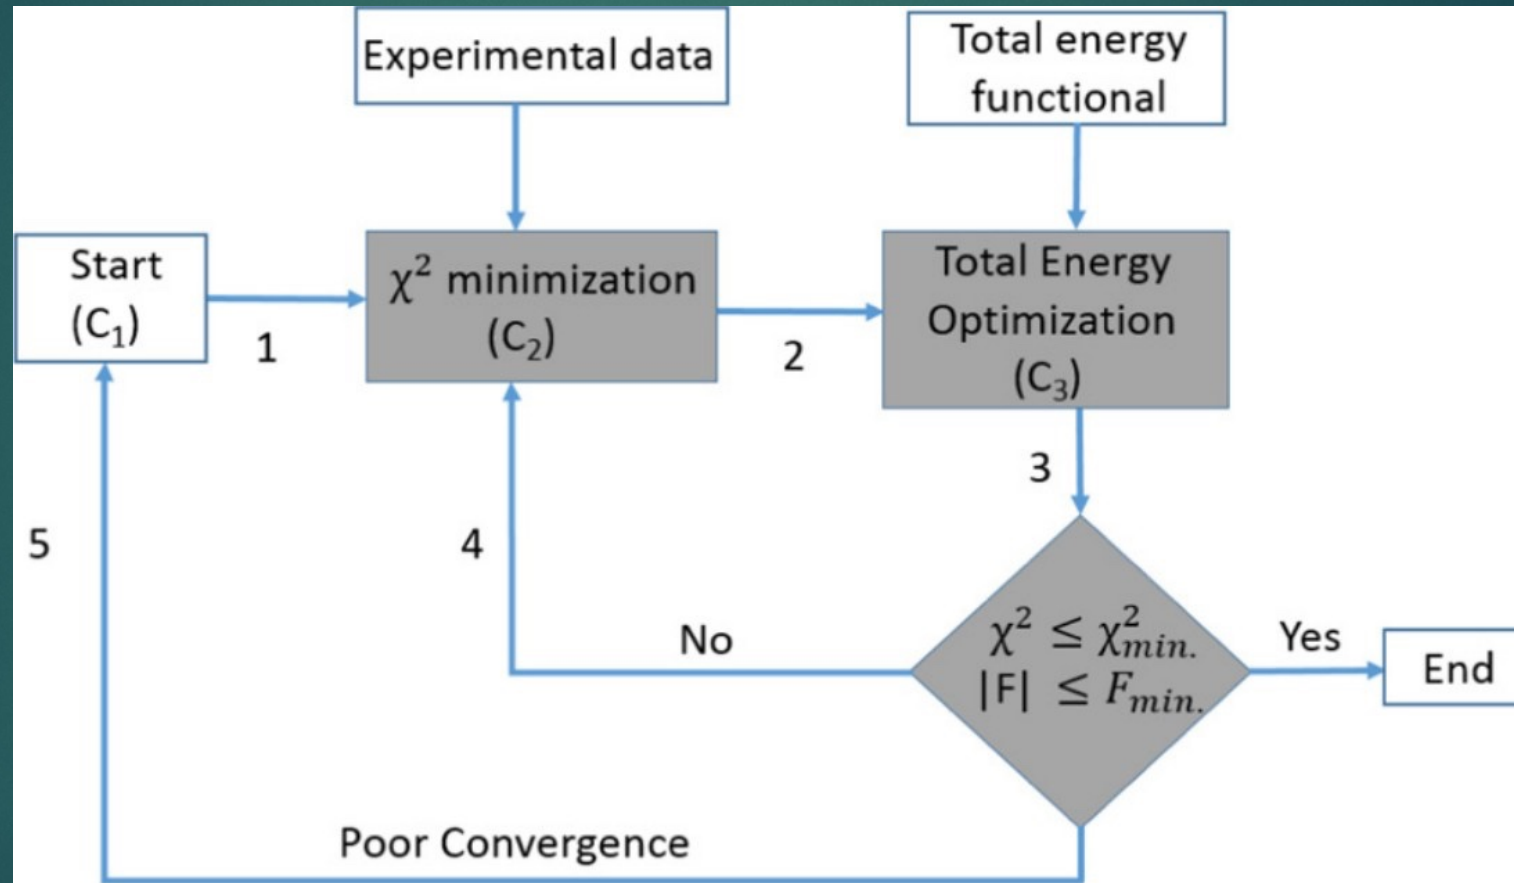 Experimental data
Total energy
functional
Start
(C₁)
1
χ² minimization
(C₂)
2
Total Energy
Optimization
(C₃)
3
4
5
No
χ² ≤ χ²min.
|F| ≤ Fmin.
Yes
End
Poor Convergence